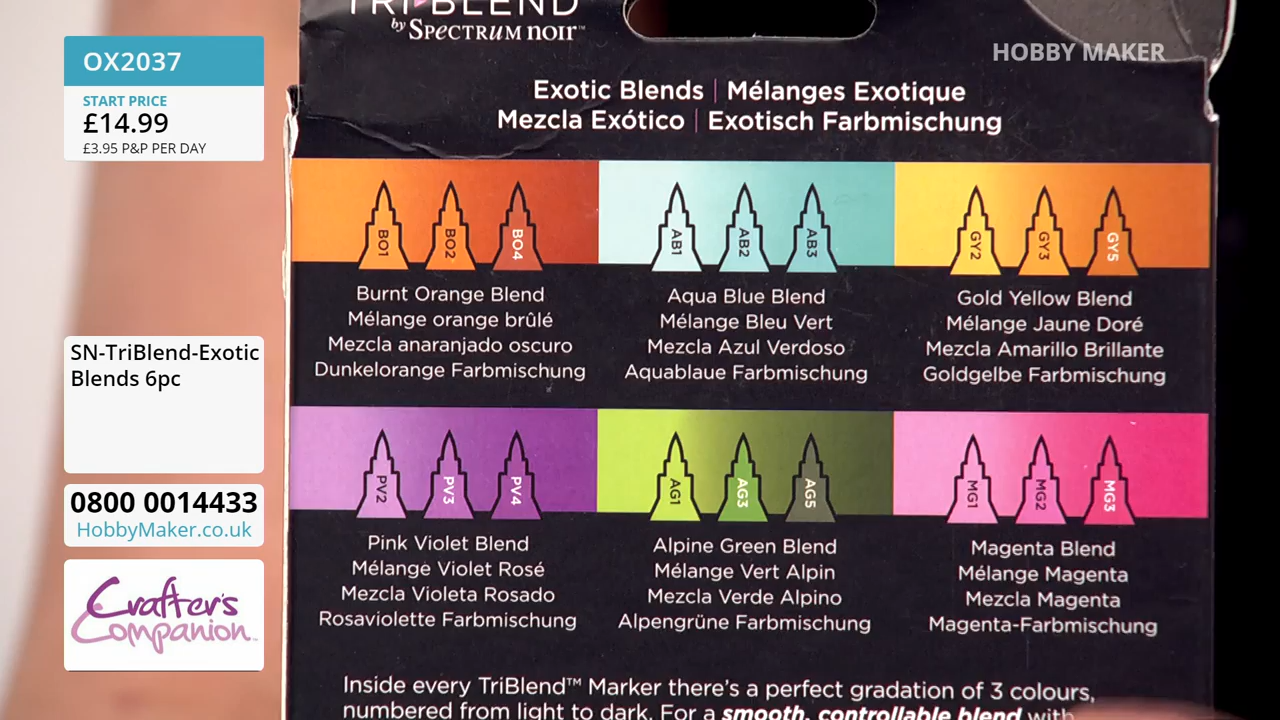 OX2037
START PRICE
£14.99
£3.95 P&P PER DAY
SN-TriBlend-Exotic
Blends 6pc
0800 0014433
HobbyMaker.co.uk
Crafter's
Companion
HOBBY MAKER
TRIBLEND
by SPECTRUM NOIR™
Exotic Blends | Mélanges Exotique
Mezcla Exótico | Exotisch Farbmischung
BO1 BO2 BO4
Burnt Orange Blend
Mélange orange brûlé
Mezcla anaranjado oscuro
Dunkelorange Farbmischung
AB1 AB2 AB3
Aqua Blue Blend
Mélange Bleu Vert
Mezcla Azul Verdoso
Aquablaue Farbmischung
GY2 GY3 GY5
Gold Yellow Blend
Mélange Jaune Doré
Mezcla Amarillo Brillante
Goldgelbe Farbmischung
PV2 PV3 PV4
Pink Violet Blend
Mélange Violet Rosé
Mezcla Violeta Rosado
Rosaviolette Farbmischung
AG1 AG3 AG5
Alpine Green Blend
Mélange Vert Alpin
Mezcla Verde Alpino
Alpengrüne Farbmischung
MG1 MG2 MG3
Magenta Blend
Mélange Magenta
Mezcla Magenta
Magenta-Farbmischung
Inside every TriBlend™ Marker there's a perfect gradation of 3 colours,
numbered from light to dark. For a smooth, controllable blend with